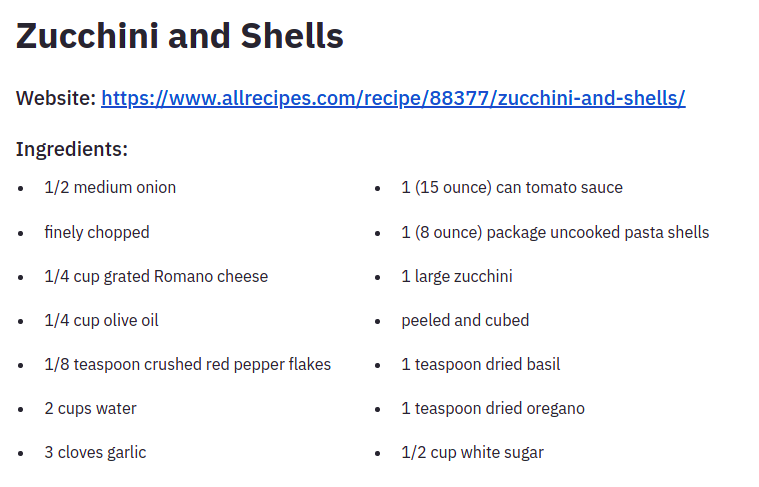 Zucchini and Shells
Website: https://www.allrecipes.com/recipe/88377/zucchini-and-shells/
Ingredients:
1/2 medium onion
finely chopped
1/4 cup grated Romano cheese
1/4 cup olive oil
1/8 teaspoon crushed red pepper flakes
2 cups water
3 cloves garlic
1 (15 ounce) can tomato sauce
1 (8 ounce) package uncooked pasta shells
1 large zucchini
peeled and cubed
1 teaspoon dried basil
1 teaspoon dried oregano
1/2 cup white sugar